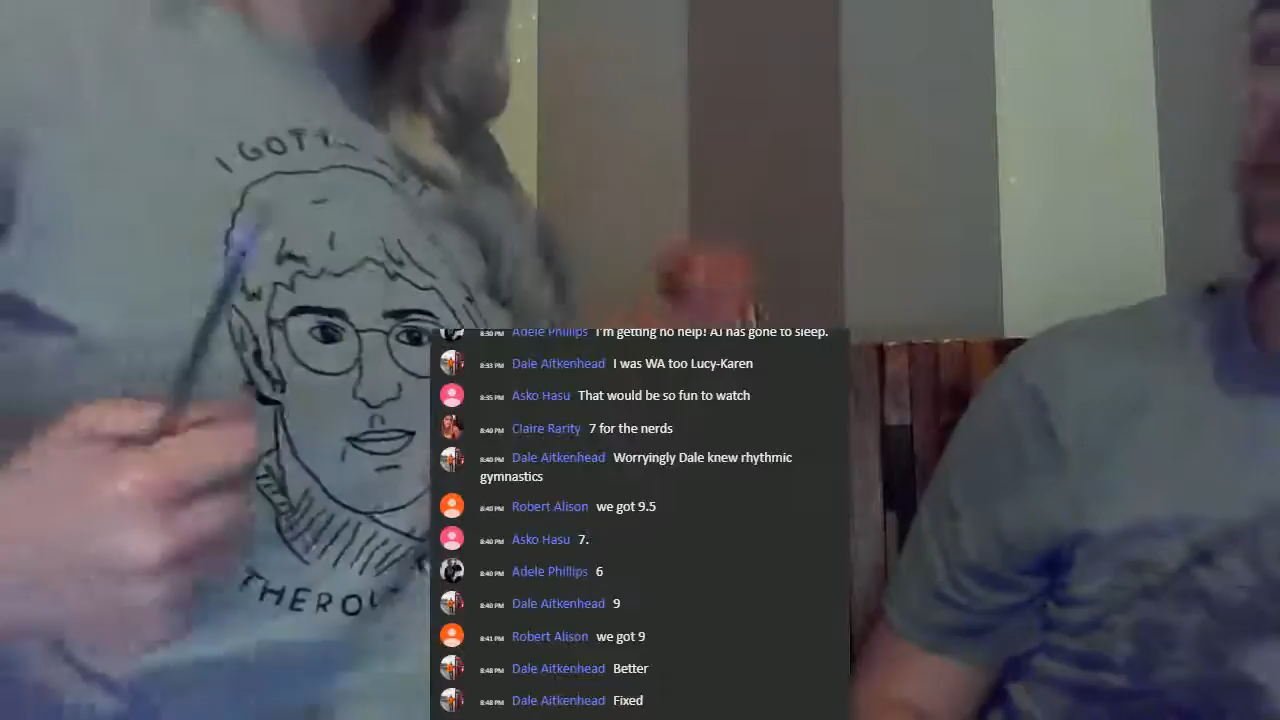 I GOT
THEROU
8:30 PM Adele Phillips I'm getting no help! AJ has gone to sleep.
8:33 PM Dale Aitkenhead I was WA too Lucy-Karen
8:35 PM Asko Hasu That would be so fun to watch
8:40 PM Claire Rarity 7 for the nerds
8:40 PM Dale Aitkenhead Worryingly Dale knew rhythmic
gymnastics
8:40 PM Robert Alison we got 9.5
8:40 PM Asko Hasu 7.
8:40 PM Adele Phillips 6
8:40 PM Dale Aitkenhead 9
8:41 PM Robert Alison we got 9
8:48 PM Dale Aitkenhead Better
8:48 PM Dale Aitkenhead Fixed